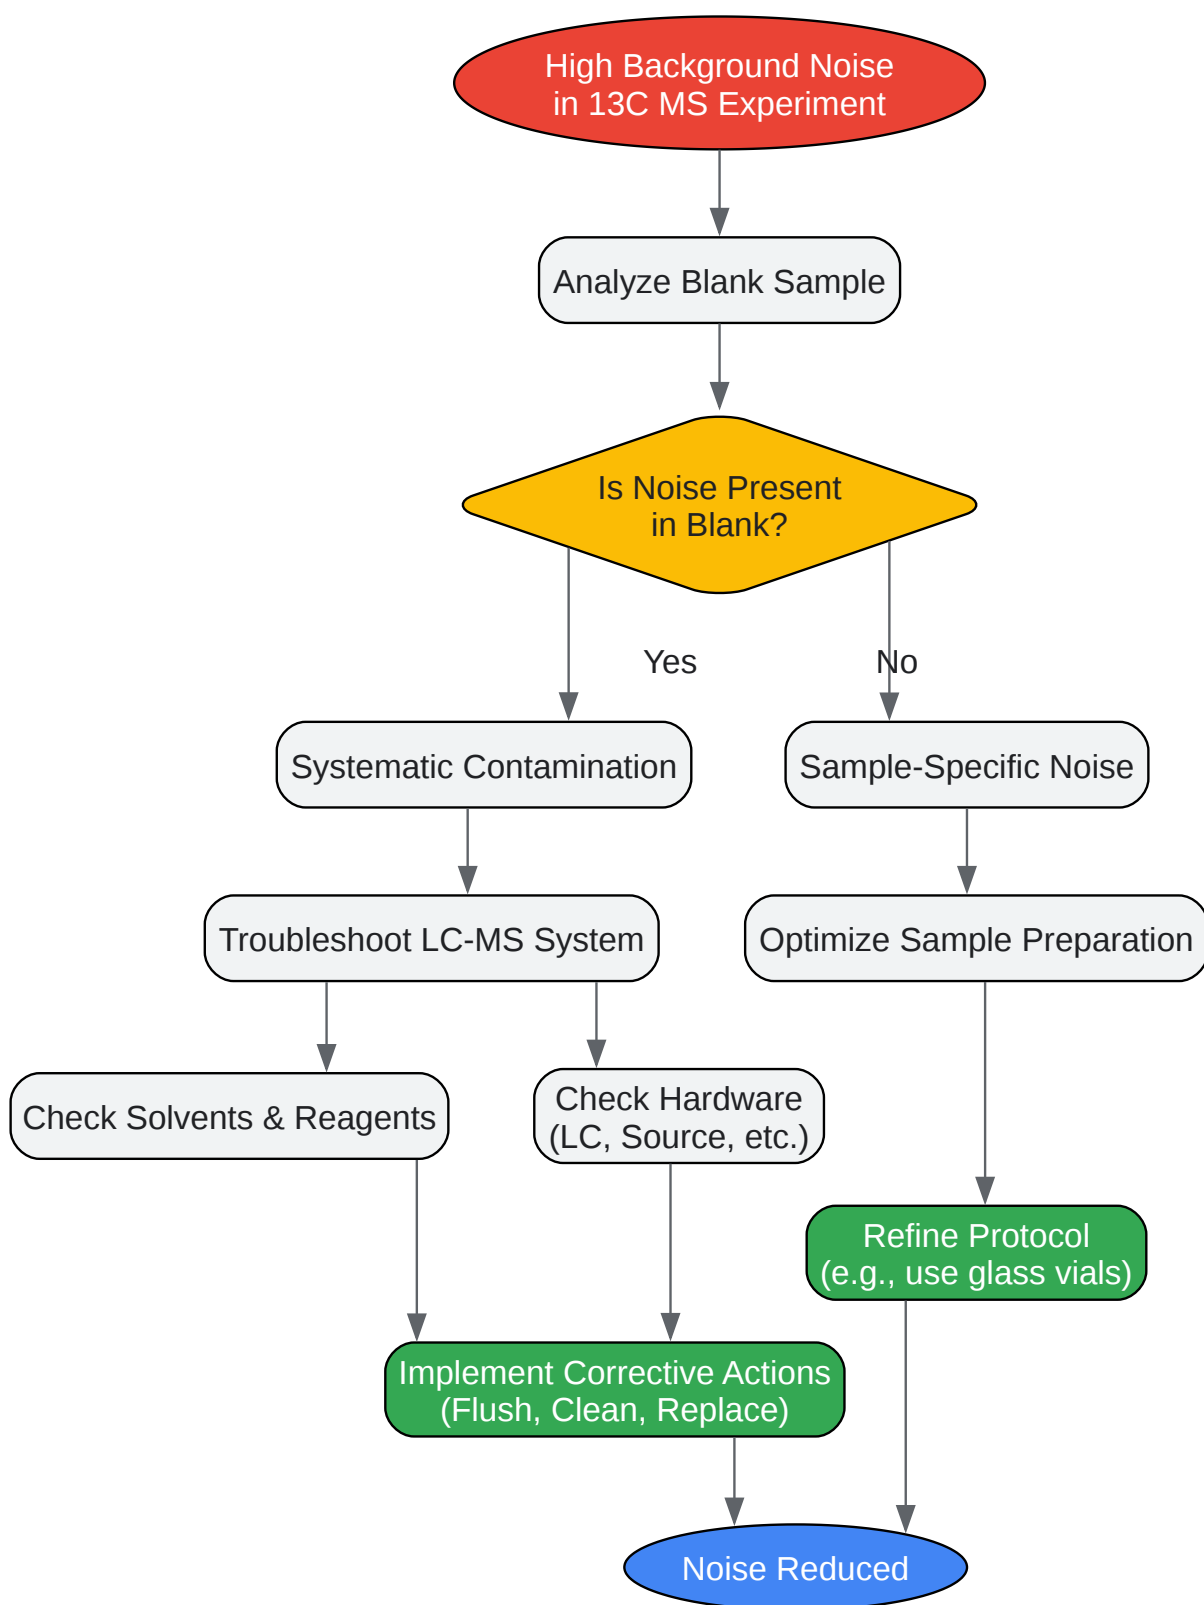 High Background Noise
in 13C MS Experiment
Analyze Blank Sample
Is Noise Present
in Blank?
Yes
No
Systematic Contamination
Sample-Specific Noise
Troubleshoot LC-MS System
Optimize Sample Preparation
Check Solvents & Reagents
Check Hardware
(LC, Source, etc.)
Refine Protocol
(e.g., use glass vials)
Implement Corrective Actions
(Flush, Clean, Replace)
Noise Reduced